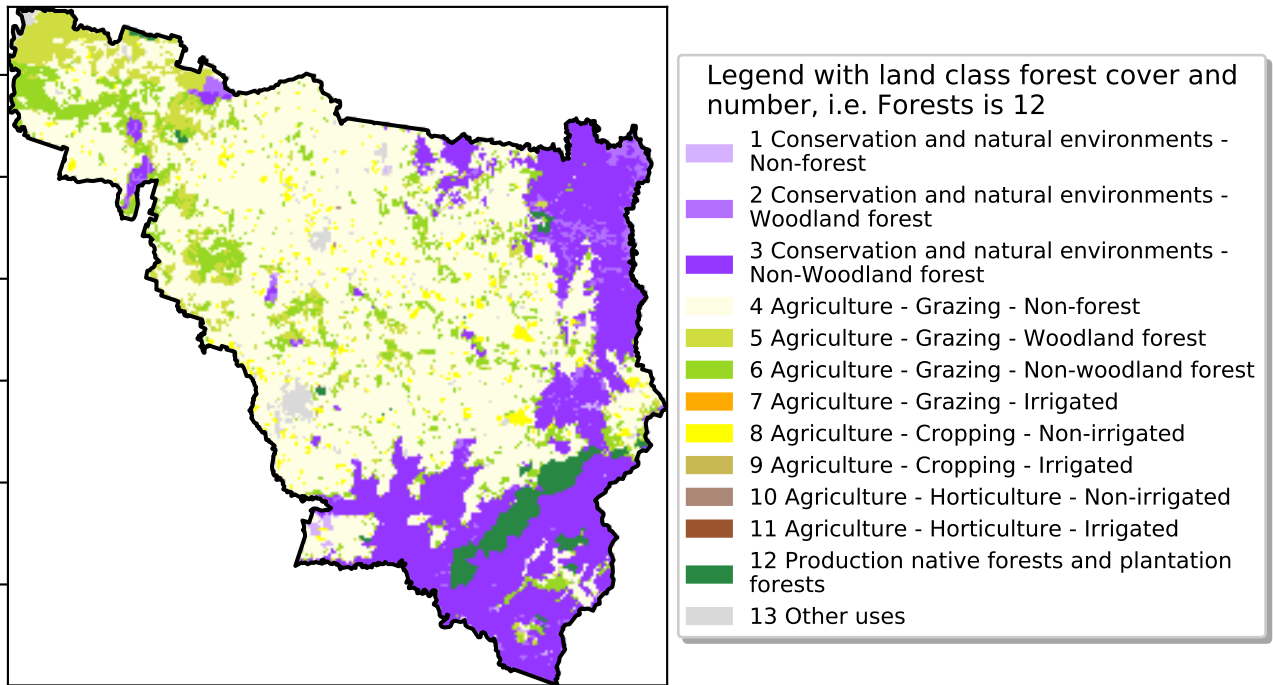 Legend with land class forest cover and
number, i.e. Forests is 12
1 Conservation and natural environments -
Non-forest
2 Conservation and natural environments -
Woodland forest
3 Conservation and natural environments -
Non-Woodland forest
4 Agriculture - Grazing - Non-forest
5 Agriculture - Grazing - Woodland forest
6 Agriculture - Grazing - Non-woodland forest
7 Agriculture - Grazing - Irrigated
8 Agriculture - Cropping - Non-irrigated
9 Agriculture - Cropping - Irrigated
10 Agriculture - Horticulture - Non-irrigated
11 Agriculture - Horticulture - Irrigated
12 Production native forests and plantation
forests
13 Other uses